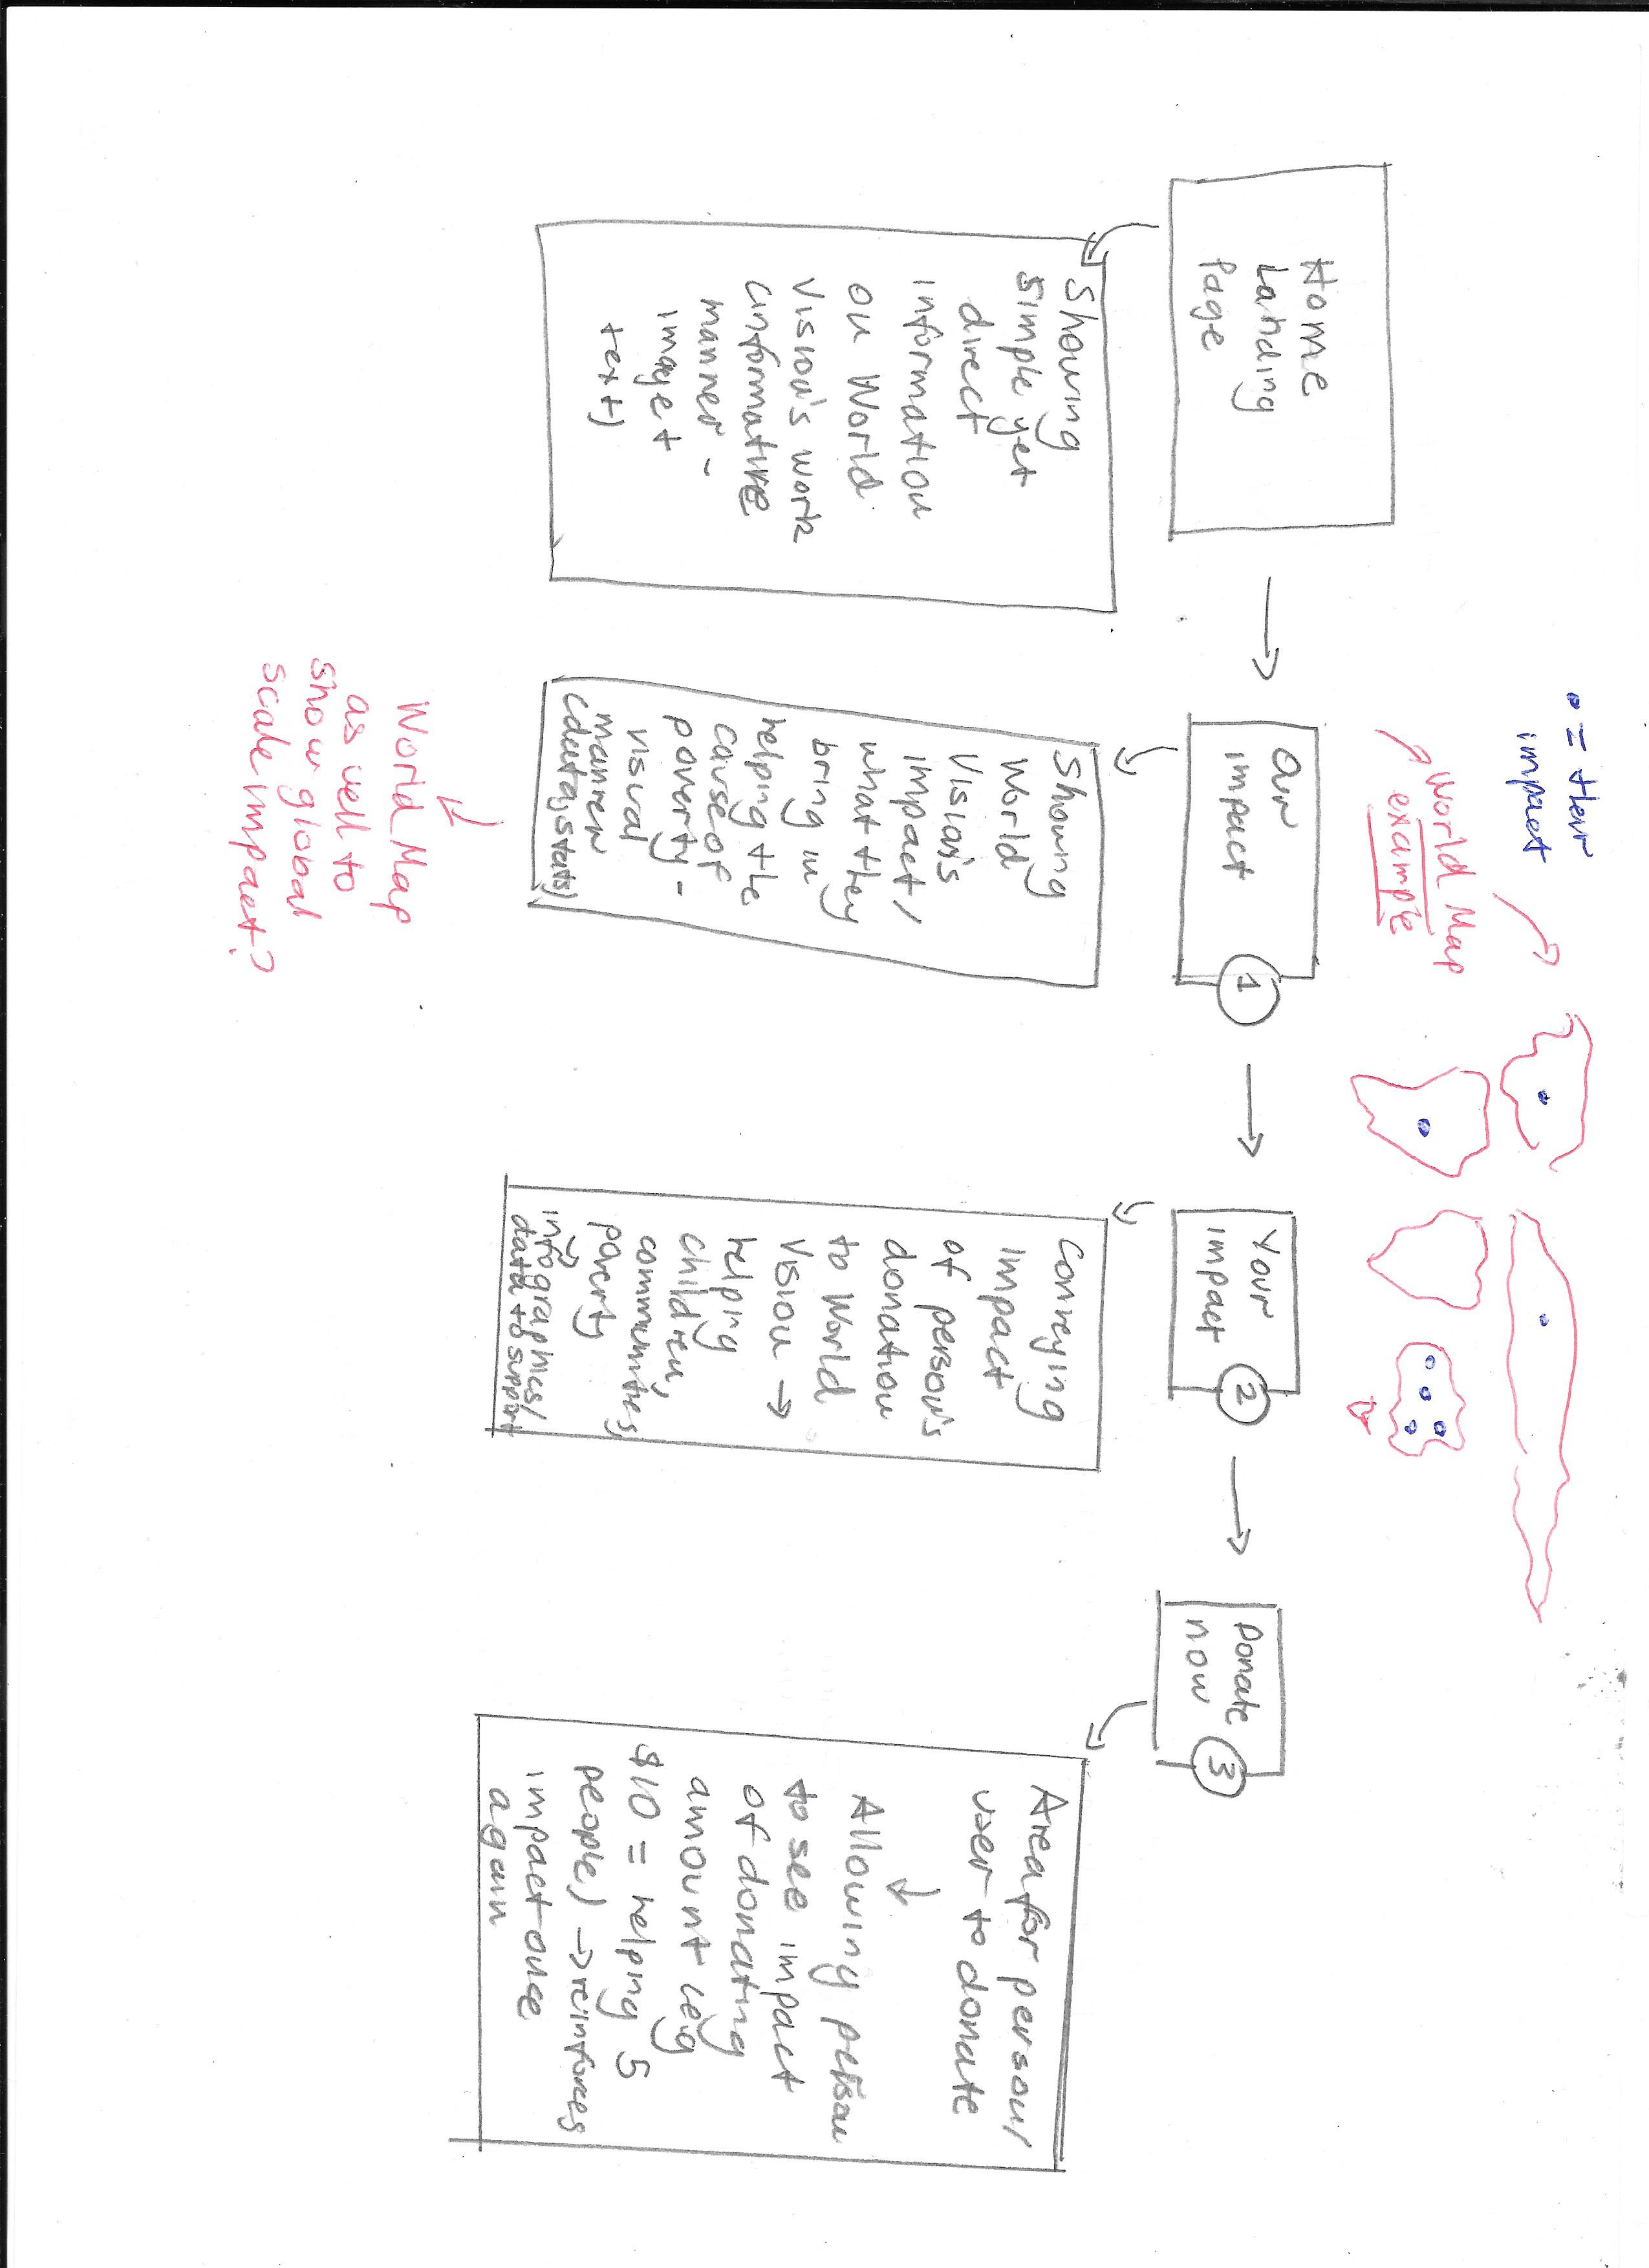 • = their
impact
World Map
example
Home
Landing
Page
Our
impact
1
Your
impact
2
Donate
now
3
Showing
simple yet
direct
information
on World
Vision's work
(informative
manner -
image +
text)
Showing
World
Vision's
impact/
what they
bring in
helping the
cause of
poverty -
visual
manner
(data, stats)
World Map
as well to
show global
scale impact?
Conveying
impact
of person's
donation
to World
Vision →
helping
children,
communities,
poverty
→
infographics/
data to support
Area for person/
user to donate
↓
Allowing person
to see impact
of donating
amount (e.g
$10 = helping 5
people) → reinforces
impact once
again